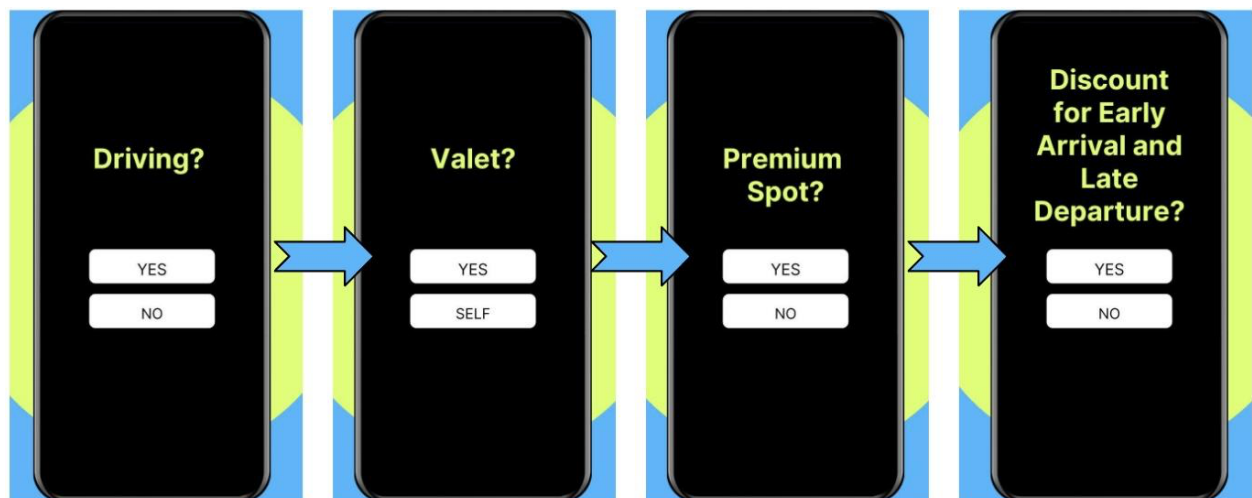 Driving?
YES
NO
Valet?
YES
SELF
Premium
Spot?
YES
NO
Discount
for Early
Arrival and
Late
Departure?
YES
NO